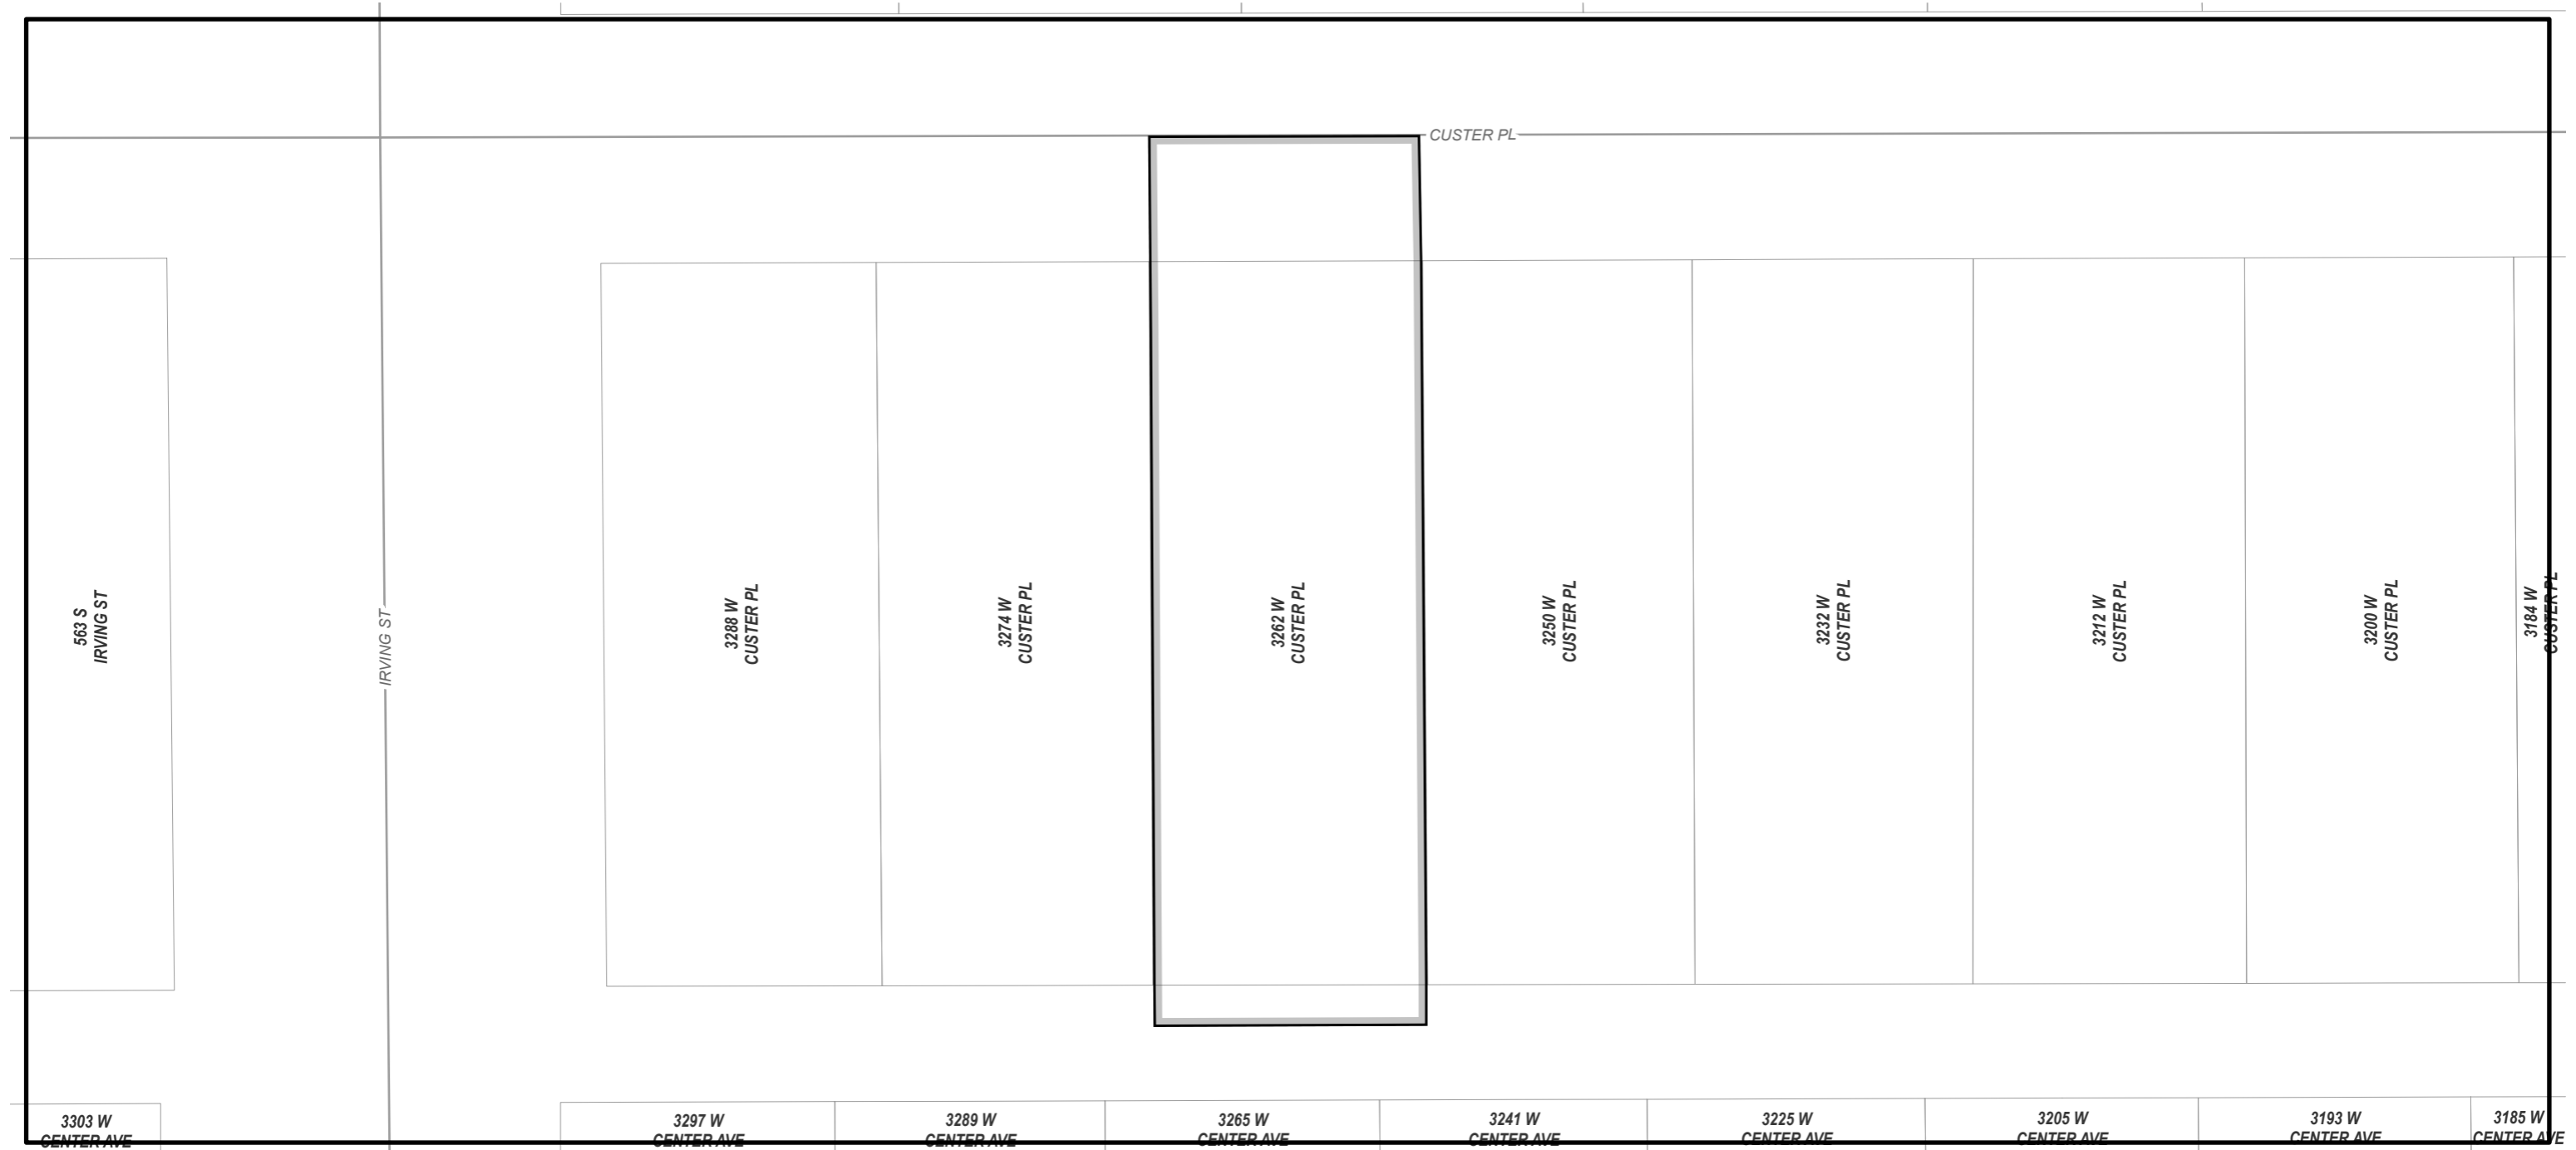 CUSTER PL
563 S
IRVING ST
IRVING ST
3288 W
CUSTER PL
3274 W
CUSTER PL
3262 W
CUSTER PL
3250 W
CUSTER PL
3232 W
CUSTER PL
3212 W
CUSTER PL
3200 W
CUSTER PL
3184 W
CUSTER PL
3303 W
CENTER AVE
3297 W
CENTER AVE
3289 W
CENTER AVE
3265 W
CENTER AVE
3241 W
CENTER AVE
3225 W
CENTER AVE
3205 W
CENTER AVE
3193 W
CENTER AVE
3185 W
CENTER AVE